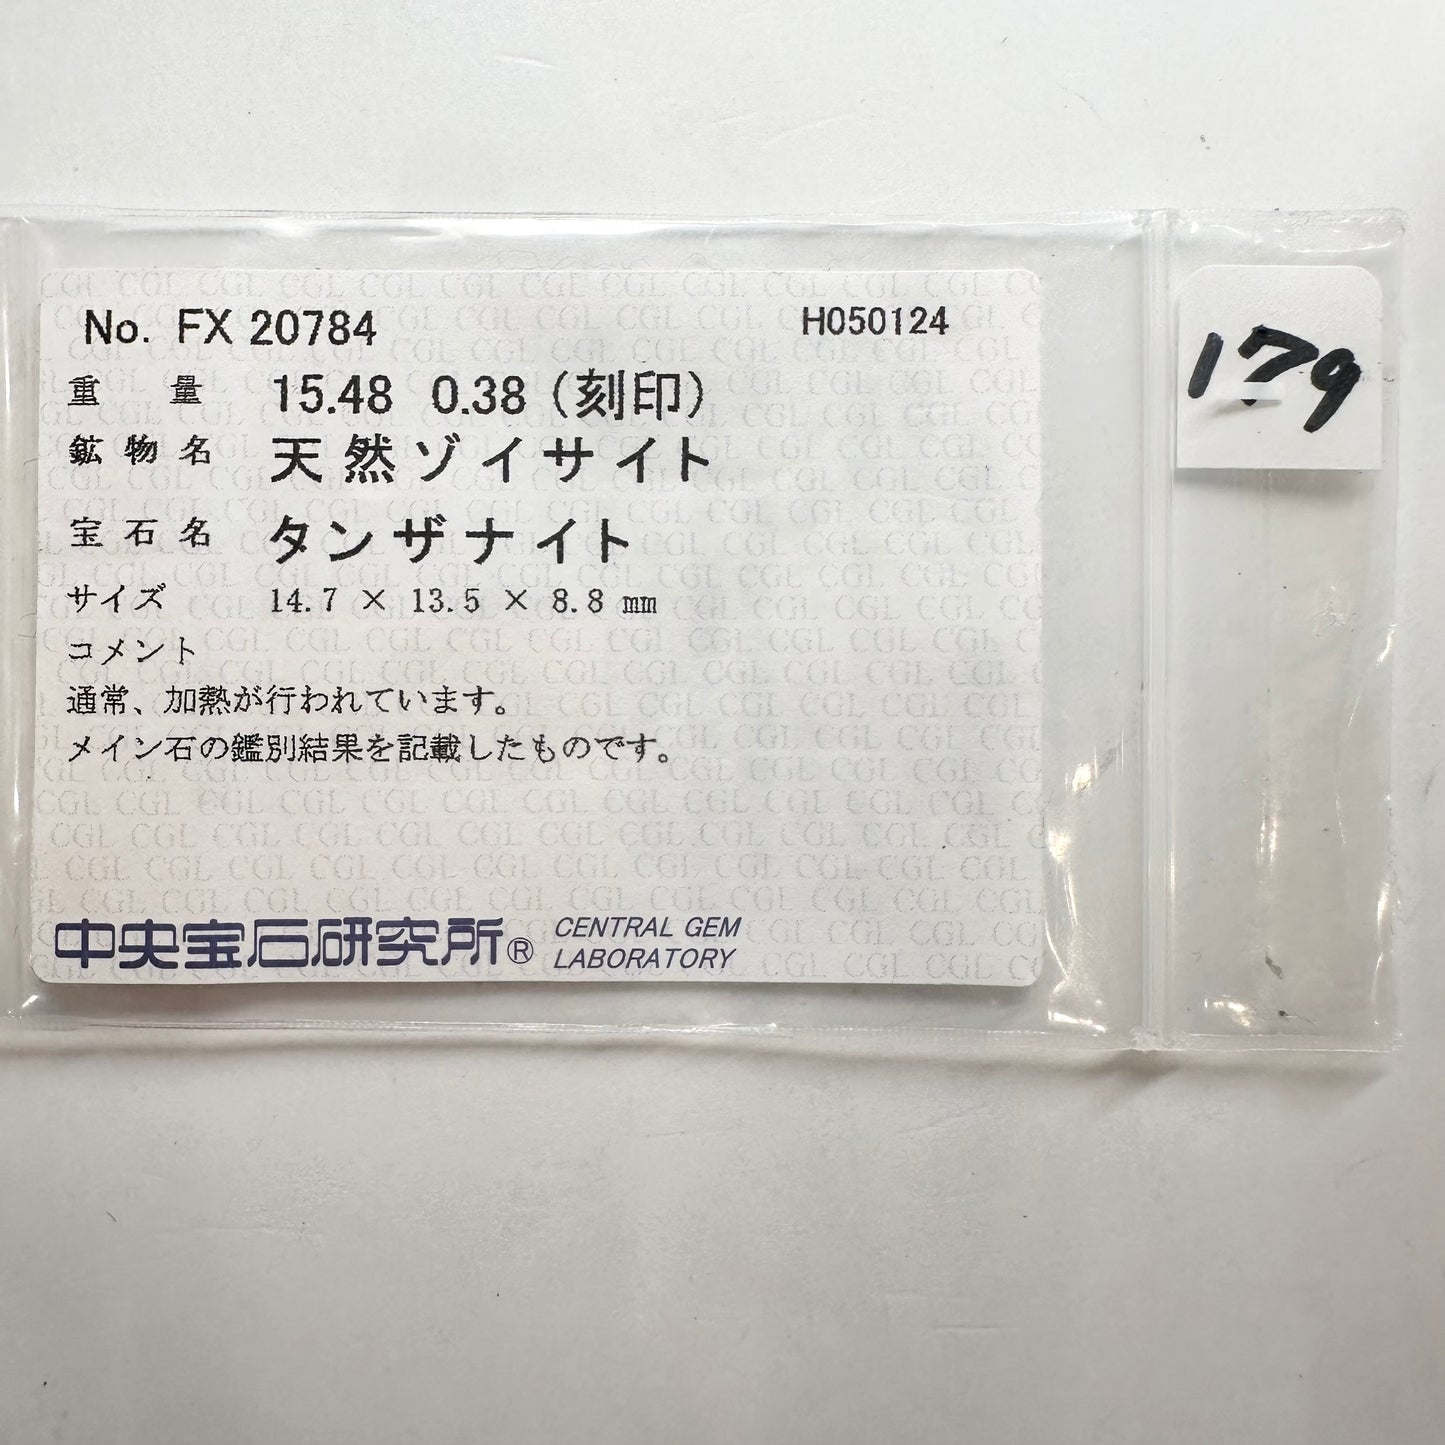 No. FX 20784 H050124
重量 15.48 0.38 (刻印)
鉱物名 天然ゾイサイト
宝石名 タンザナイト
サイズ 14.7 × 13.5 × 8.8 mm
コメント
通常、加熱が行われています。
メイン石の鑑別結果を記載したものです。
中央宝石研究所® CENTRAL GEM
LABORATORY
179